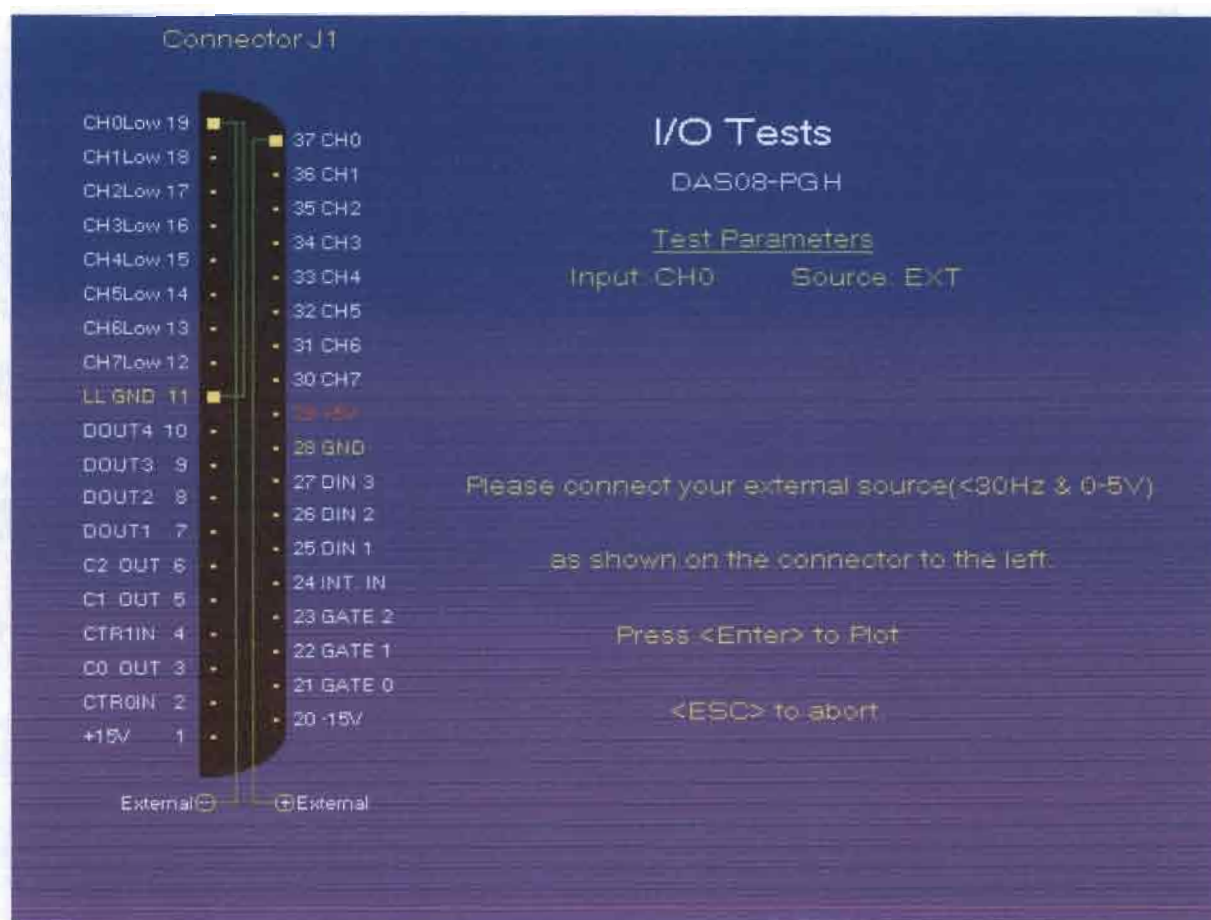 Connector J1
CH0Low 19
CH1Low 18
CH2Low 17
CH3Low 16
CH4Low 15
CH5Low 14
CH6Low 13
CH7Low 12
LL GND 11
DOUT4 10
DOUT3 9
DOUT2 8
DOUT1 7
C2 OUT 6
C1 OUT 5
CTR1IN 4
C0 OUT 3
CTR0IN 2
+15V 1
37 CH0
36 CH1
35 CH2
34 CH3
33 CH4
32 CH5
31 CH6
30 CH7
29 +5V
28 GND
27 DIN 3
26 DIN 2
25 DIN 1
24 INT. IN
23 GATE 2
22 GATE 1
21 GATE 0
20 -15V
External -
+ External
I/O Tests
DAS08-PGH
Test Parameters
Input: CH0 Source: EXT
Please connect your external source(<30Hz & 0-5V)
as shown on the connector to the left.
Press <Enter> to Plot
<ESC> to abort